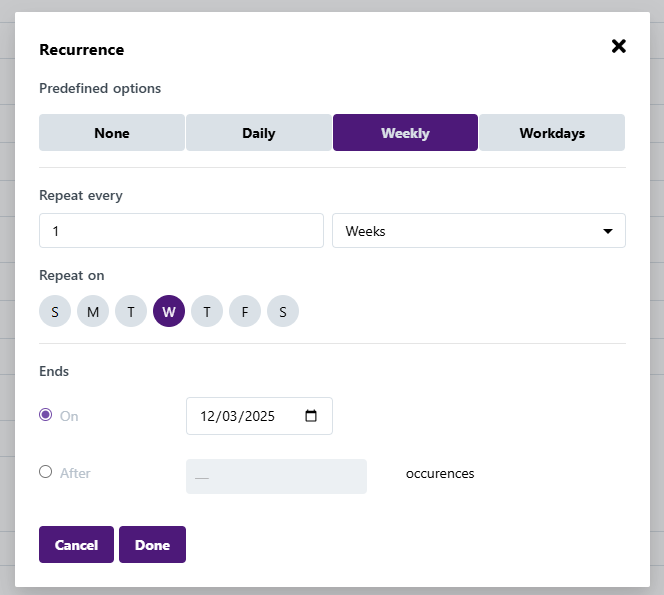 Recurrence
Predefined options
None Daily Weekly Workdays
Repeat every
1 Weeks
Repeat on
S M T W T F S
Ends
On 12/03/2025
After __ occurences
Cancel Done